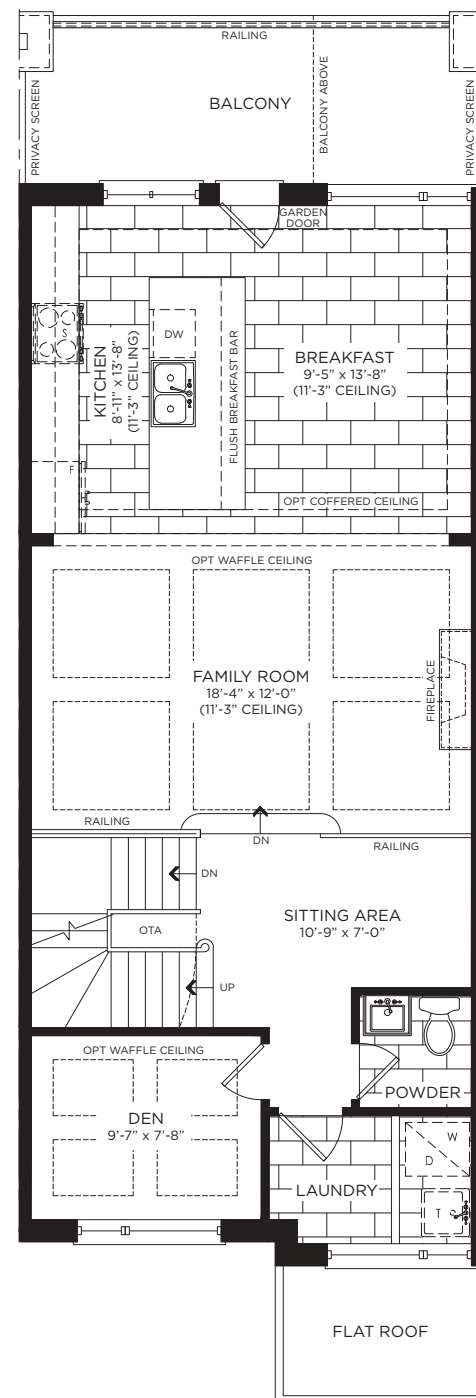 RAILING
BALCONY
BALCONY ABOVE
PRIVACY SCREEN
PRIVACY SCREEN
GARDEN
DOOR
S
DW
KITCHEN
8'-11" x 13'-8"
(11'-3" CEILING)
FLUSH BREAKFAST BAR
BREAKFAST
9'-5" x 13'-8"
(11'-3" CEILING)
F
OPT COFFERED CEILING
OPT WAFFLE CEILING
FAMILY ROOM
18'-4" x 12'-0"
(11'-3" CEILING)
FIREPLACE
RAILING
DN
RAILING
DN
OTA
SITTING AREA
10'-9" x 7'-0"
UP
OPT WAFFLE CEILING
DEN
9'-7" x 7'-8"
POWDER
W
D
LAUNDRY
T S
FLAT ROOF